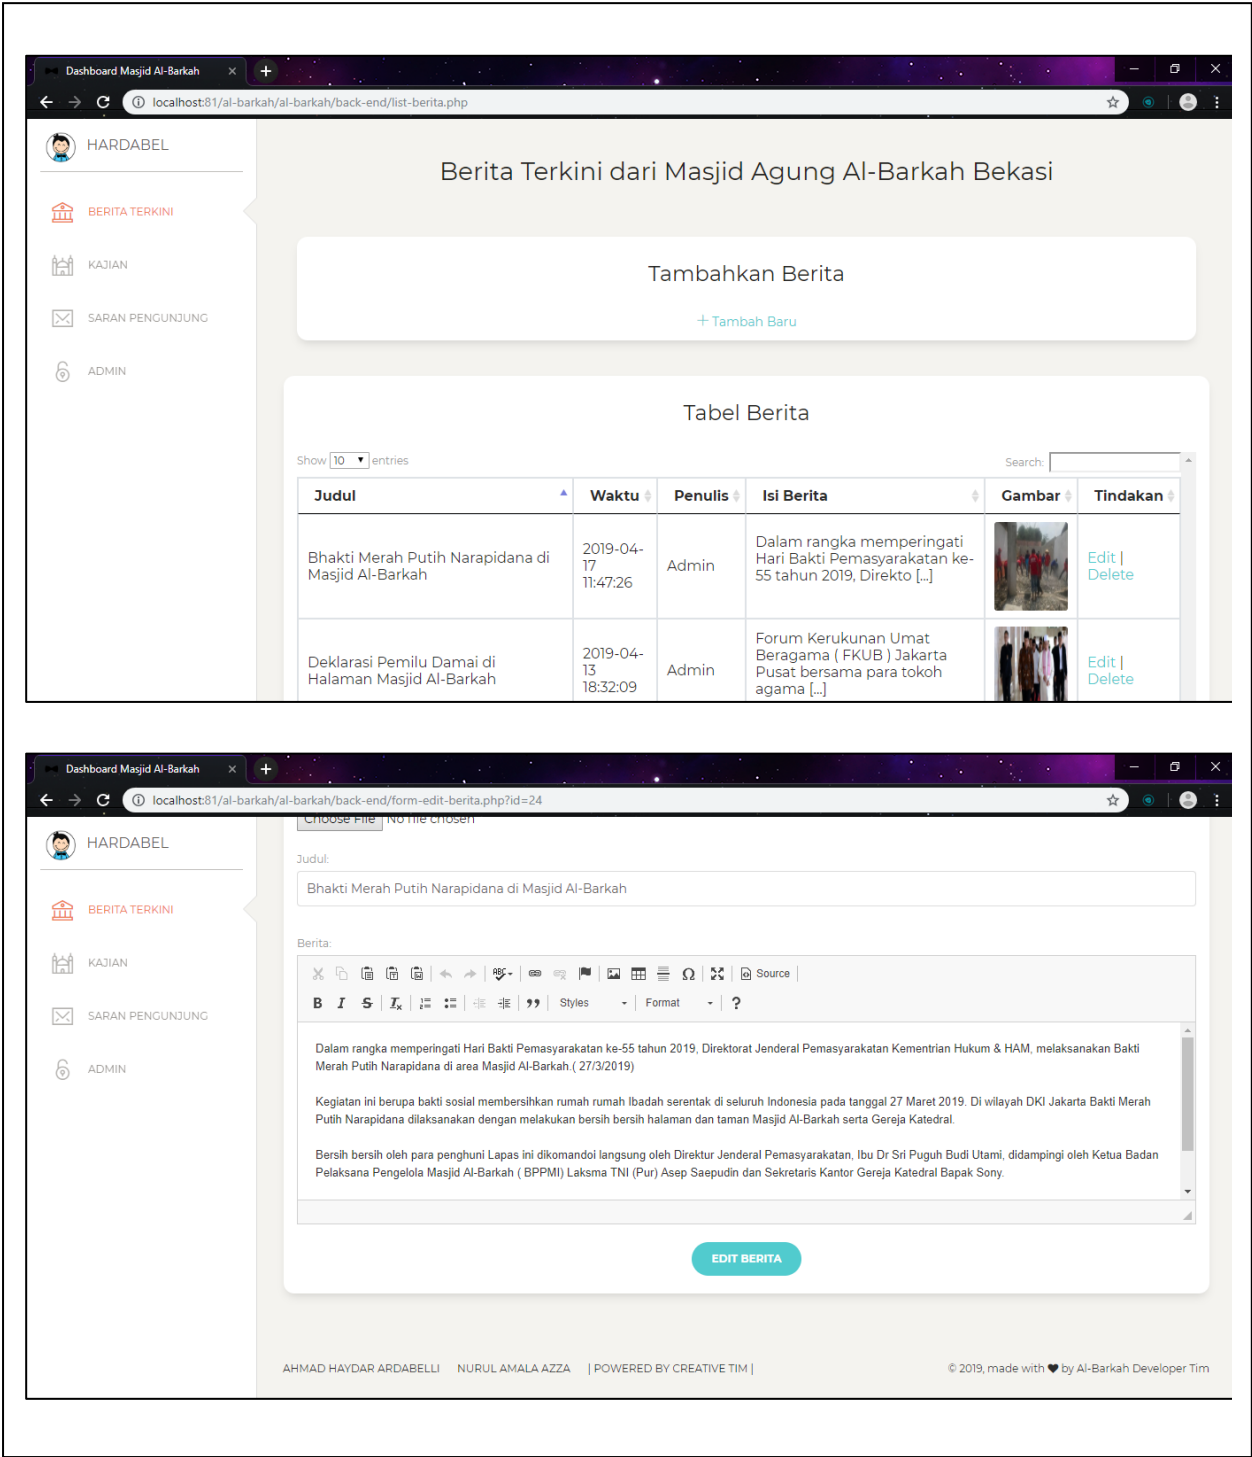 Dashboard Masjid Al-Barkah
localhost:81/al-barkah/al-barkah/back-end/list-berita.php
HARDABEL
BERITA TERKINI
KAJIAN
SARAN PENGUNJUNG
ADMIN
Berita Terkini dari Masjid Agung Al-Barkah Bekasi
Tambahkan Berita
+ Tambah Baru
Tabel Berita
Show 10 entries
Search:
Judul Waktu Penulis Isi Berita Gambar Tindakan
Bhakti Merah Putih Narapidana di
Masjid Al-Barkah
2019-04-
17
11:47:26
Admin
Dalam rangka memperingati
Hari Bakti Pemasyarakatan ke-
55 tahun 2019, Direkto [...]
Edit |
Delete
Deklarasi Pemilu Damai di
Halaman Masjid Al-Barkah
2019-04-
13
18:32:09
Admin
Forum Kerukunan Umat
Beragama ( FKUB ) Jakarta
Pusat bersama para tokoh
agama [...]
Edit |
Delete
Dashboard Masjid Al-Barkah
localhost:81/al-barkah/al-barkah/back-end/form-edit-berita.php?id=24
HARDABEL
BERITA TERKINI
KAJIAN
SARAN PENGUNJUNG
ADMIN
Choose File No file chosen
Judul:
Bhakti Merah Putih Narapidana di Masjid Al-Barkah
Berita:
Source
B I S Ix Styles Format ?
Dalam rangka memperingati Hari Bakti Pemasyarakatan ke-55 tahun 2019, Direktorat Jenderal Pemasyarakatan Kementrian Hukum & HAM, melaksanakan Bakti
Merah Putih Narapidana di area Masjid Al-Barkah.( 27/3/2019)
Kegiatan ini berupa bakti sosial membersihkan rumah rumah Ibadah serentak di seluruh Indonesia pada tanggal 27 Maret 2019. Di wilayah DKI Jakarta Bakti Merah
Putih Narapidana dilaksanakan dengan melakukan bersih bersih halaman dan taman Masjid Al-Barkah serta Gereja Katedral.
Bersih bersih oleh para penghuni Lapas ini dikomandoi langsung oleh Direktur Jenderal Pemasyarakatan, Ibu Dr Sri Puguh Budi Utami, didampingi oleh Ketua Badan
Pelaksana Pengelola Masjid Al-Barkah ( BPPMI) Laksma TNI (Pur) Asep Saepudin dan Sekretaris Kantor Gereja Katedral Bapak Sony.
EDIT BERITA
AHMAD HAYDAR ARDABELLI NURUL AMALA AZZA | POWERED BY CREATIVE TIM |
© 2019, made with ♥ by Al-Barkah Developer Tim